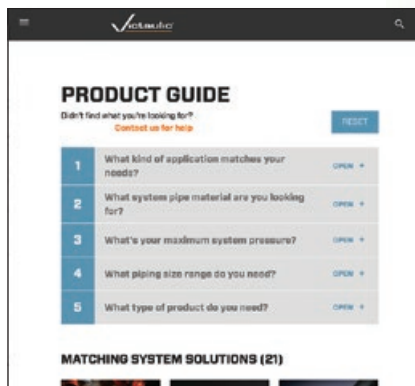 Victaulic
PRODUCT GUIDE
Didn't find what you're looking for?
Contact us for help
RESET
1 What kind of application matches your needs? OPEN +
2 What system pipe material are you looking for? OPEN +
3 What's your maximum system pressure? OPEN +
4 What piping size range do you need? OPEN +
5 What type of product do you need? OPEN +
MATCHING SYSTEM SOLUTIONS (21)